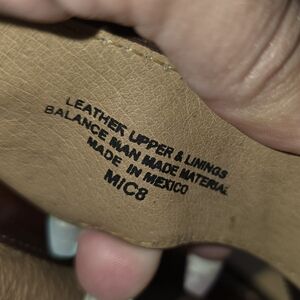 LEATHER UPPER & LININGS
BALANCE MAN MADE MATERIAL
MADE IN MEXICO
MiC8